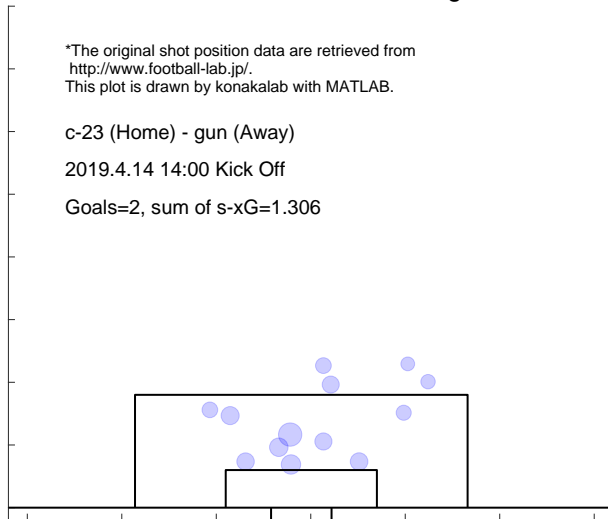 *The original shot position data are retrieved from
http://www.football-lab.jp/.
This plot is drawn by konakalab with MATLAB.
c-23 (Home) - gun (Away)
2019.4.14 14:00 Kick Off
Goals=2, sum of s-xG=1.306